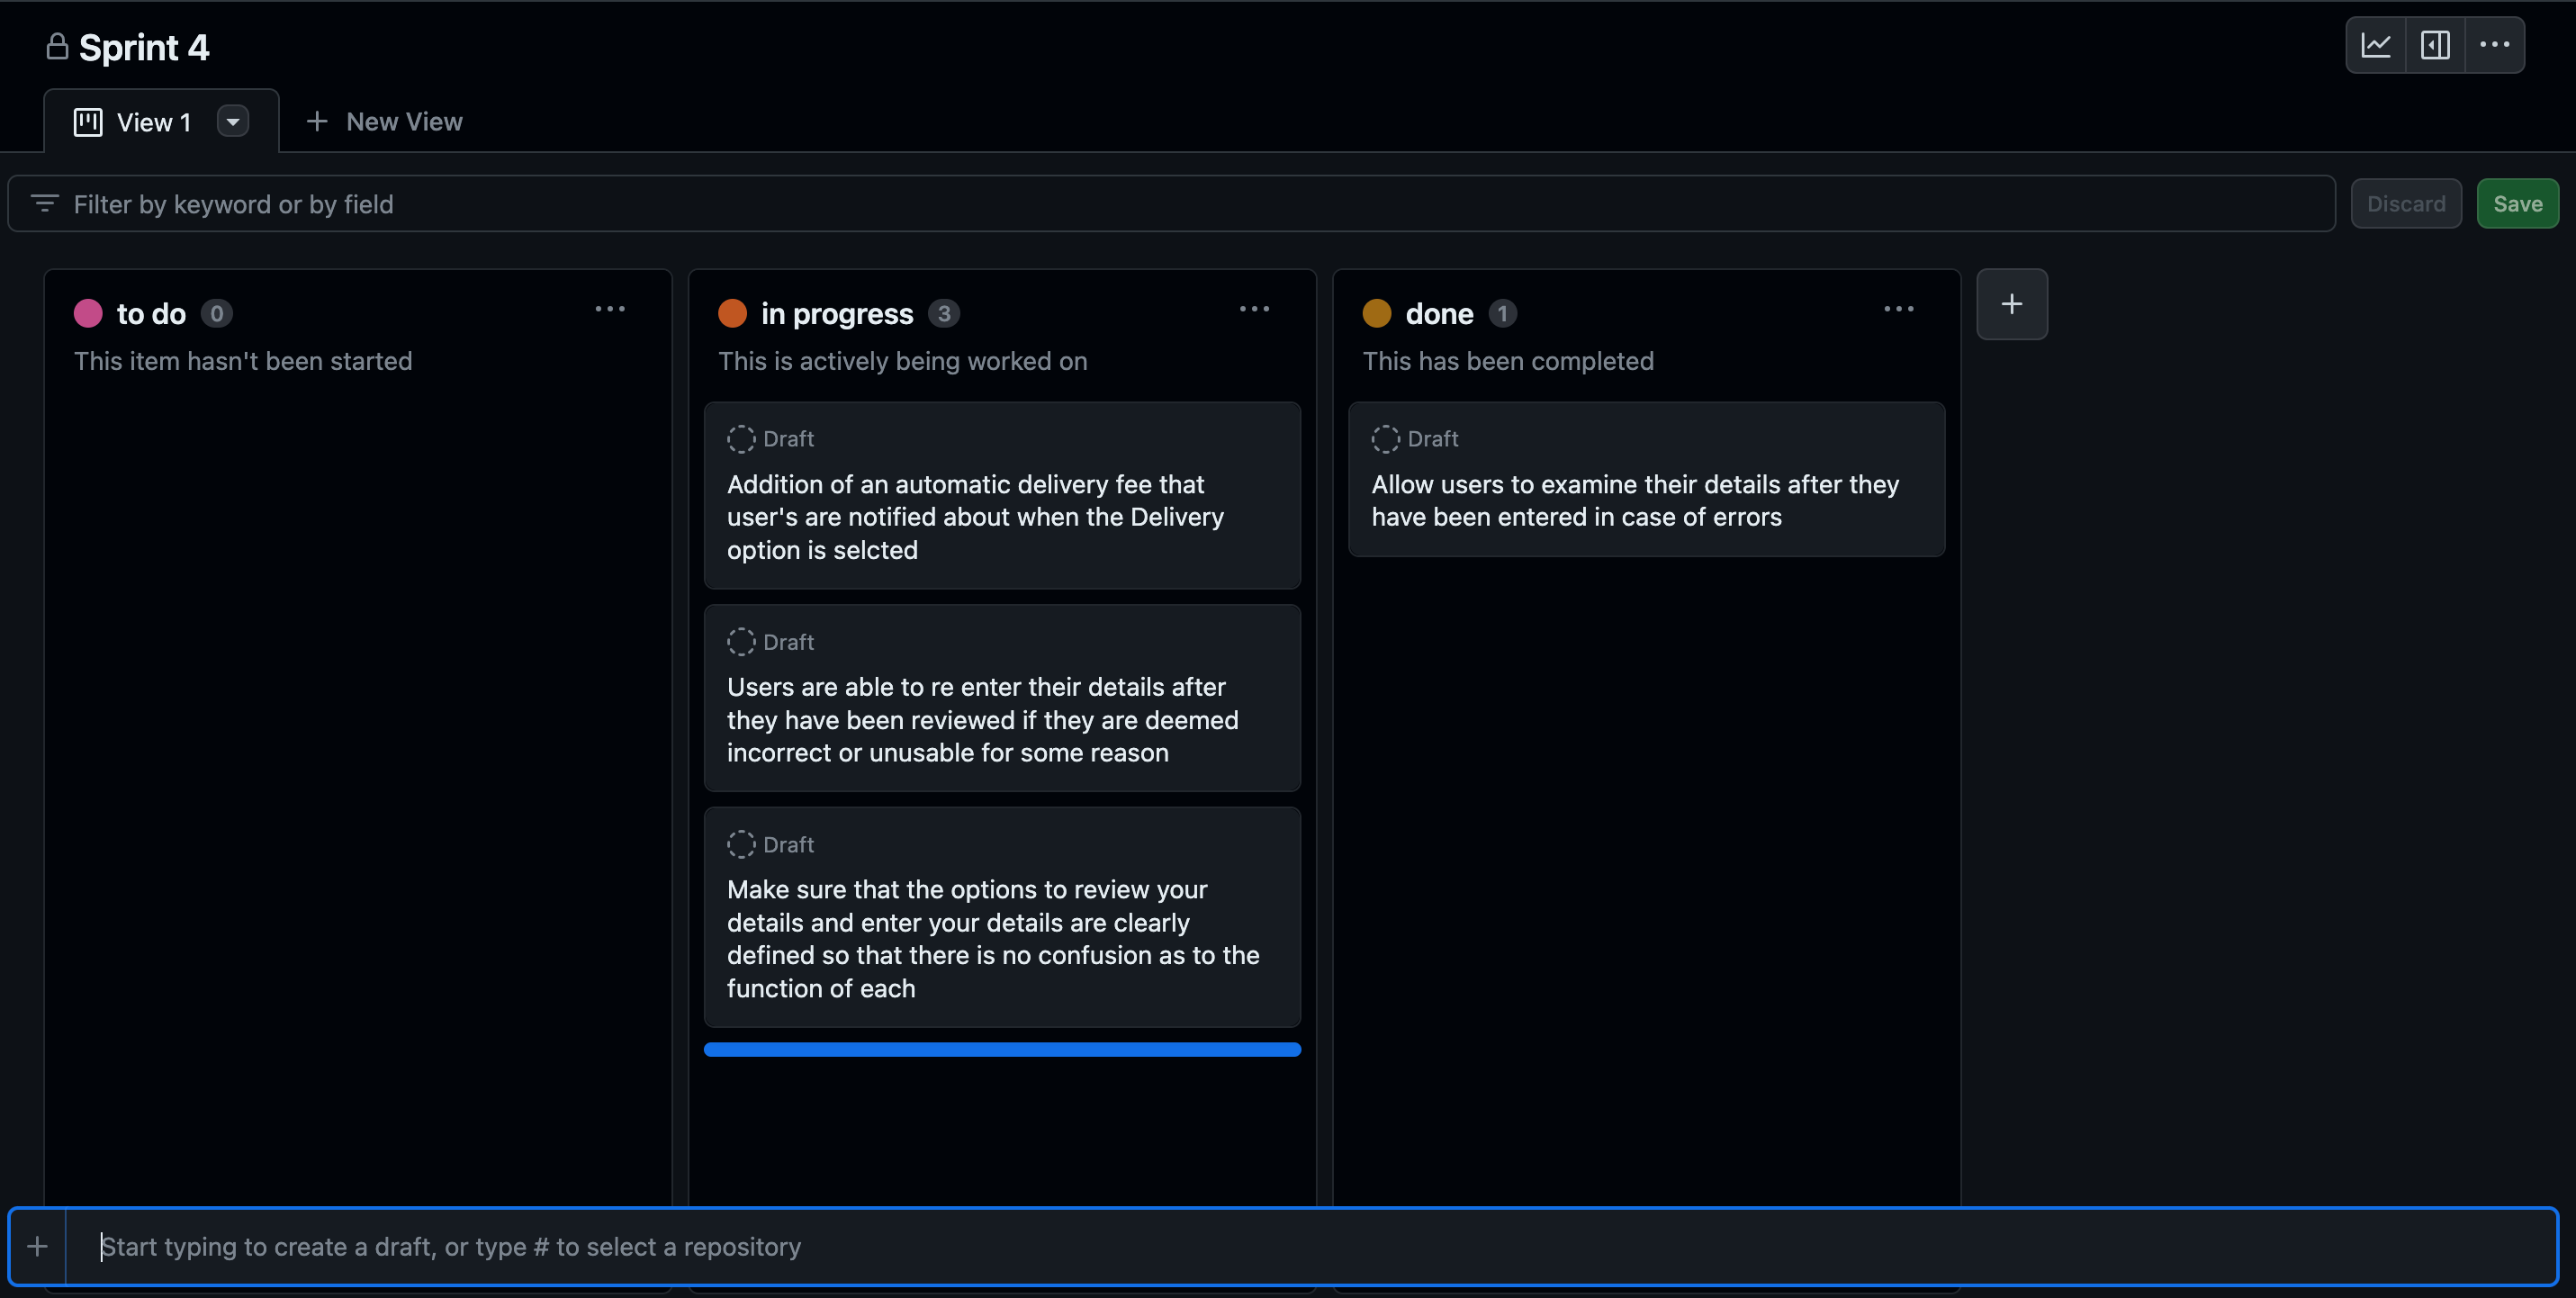 Sprint 4
View 1
New View
Filter by keyword or by field
Discard
Save
to do 0
This item hasn't been started
in progress 3
This is actively being worked on
Draft
Addition of an automatic delivery fee that
user's are notified about when the Delivery
option is selcted
Draft
Users are able to re enter their details after
they have been reviewed if they are deemed
incorrect or unusable for some reason
Draft
Make sure that the options to review your
details and enter your details are clearly
defined so that there is no confusion as to the
function of each
done 1
This has been completed
Draft
Allow users to examine their details after they
have been entered in case of errors
Start typing to create a draft, or type # to select a repository